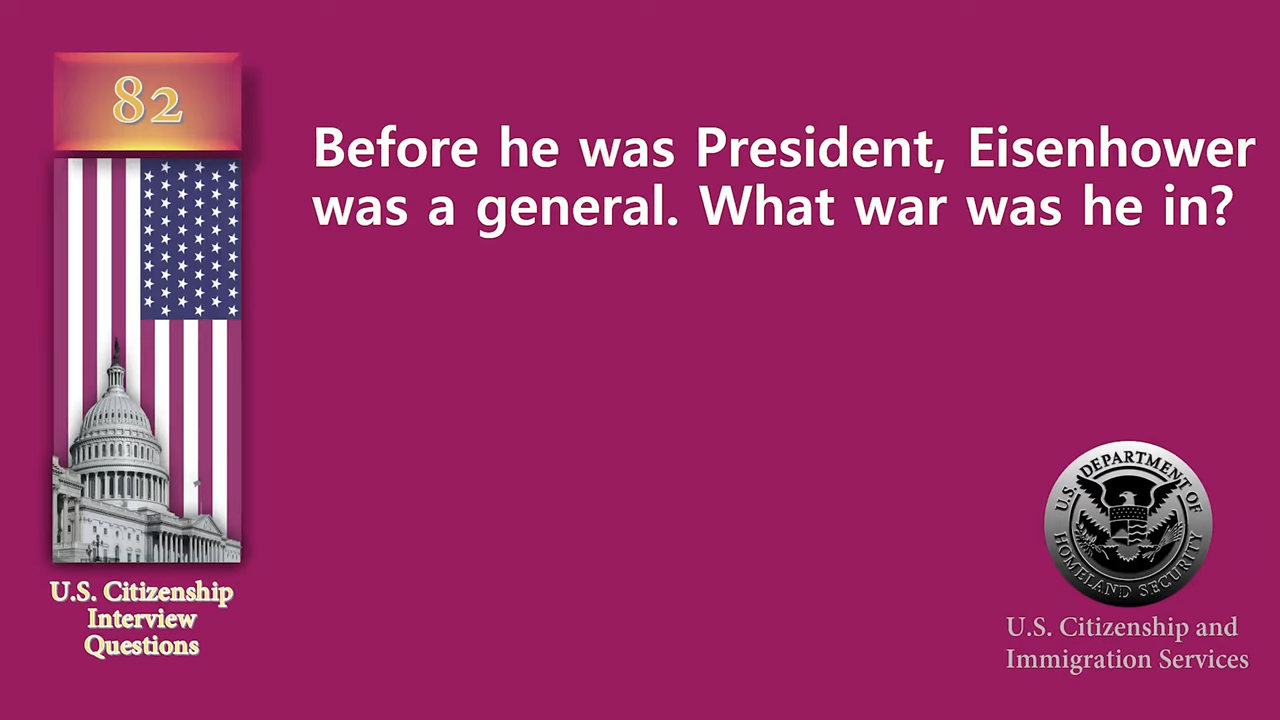 82
Before he was President, Eisenhower
was a general. What war was he in?
U.S. Citizenship
Interview
Questions
U.S. DEPARTMENT OF
HOMELAND SECURITY
U.S. Citizenship and
Immigration Services